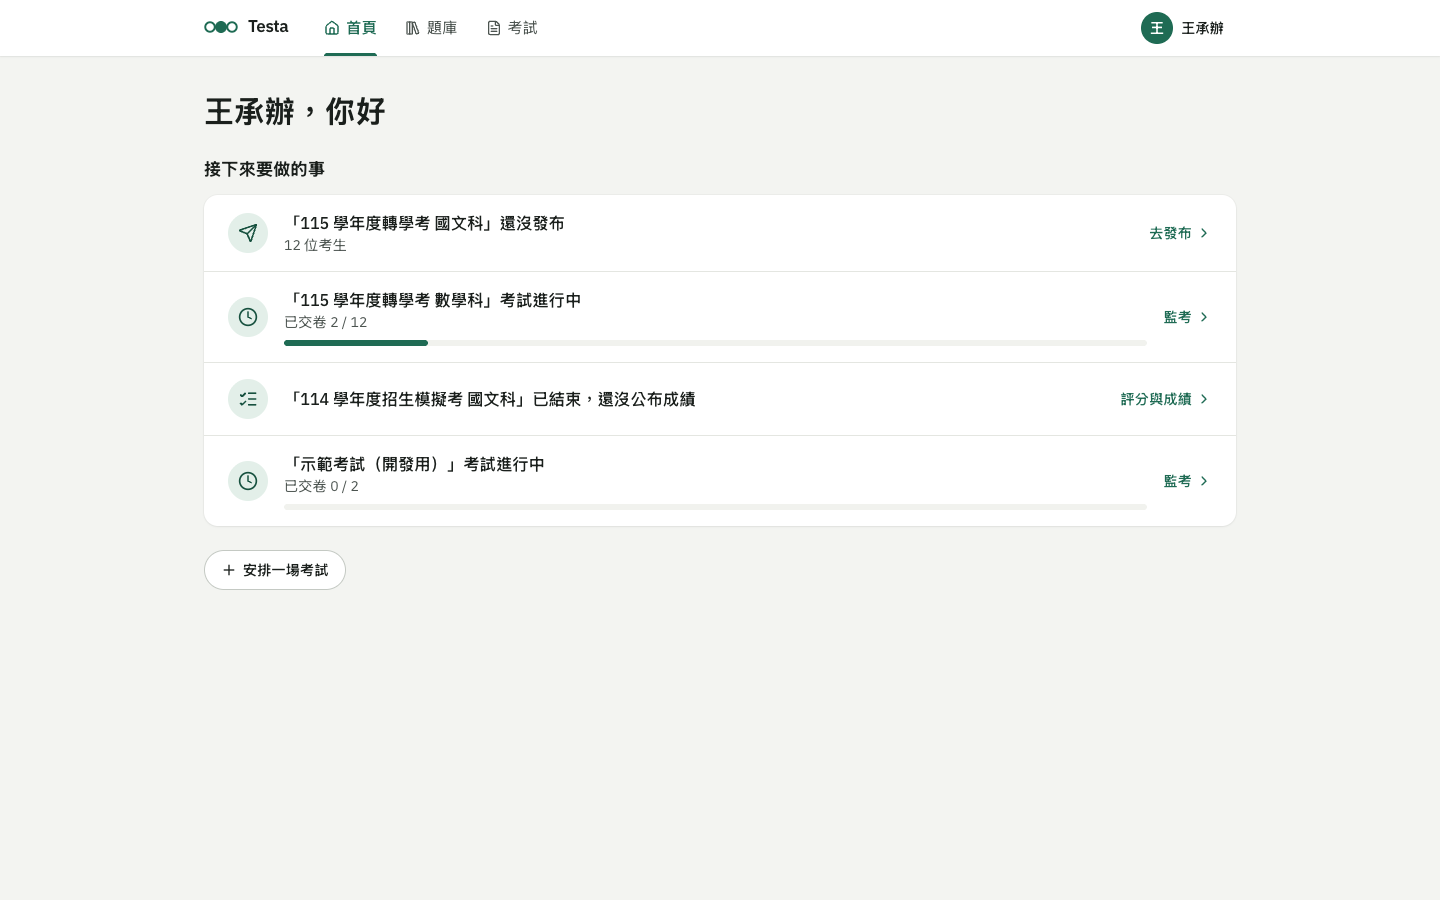 Testa
首頁
題庫
考試
王
王承辦
王承辦，你好
接下來要做的事
「115 學年度轉學考 國文科」還沒發布
12 位考生
去發布
「115 學年度轉學考 數學科」考試進行中
已交卷 2 / 12
監考
「114 學年度招生模擬考 國文科」已結束，還沒公布成績
評分與成績
「示範考試（開發用）」考試進行中
已交卷 0 / 2
監考
安排一場考試